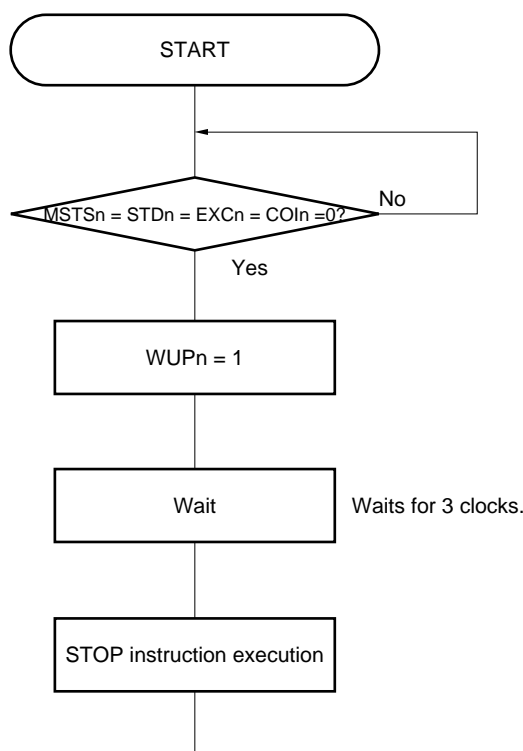 START
MSTSn = STDn = EXCn = COIn =0?
No
Yes
WUPn = 1
Wait
Waits for 3 clocks.
STOP instruction execution